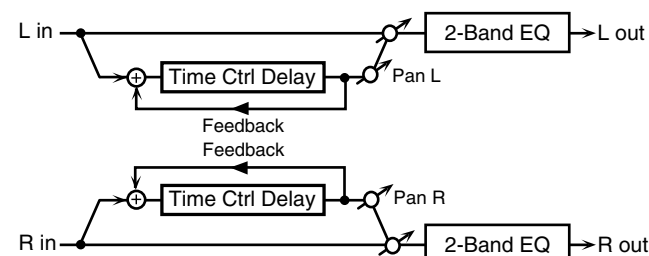 L in
2-Band EQ
L out
Time Ctrl Delay
Pan L
Feedback
Feedback
Time Ctrl Delay
Pan R
R in
2-Band EQ
R out